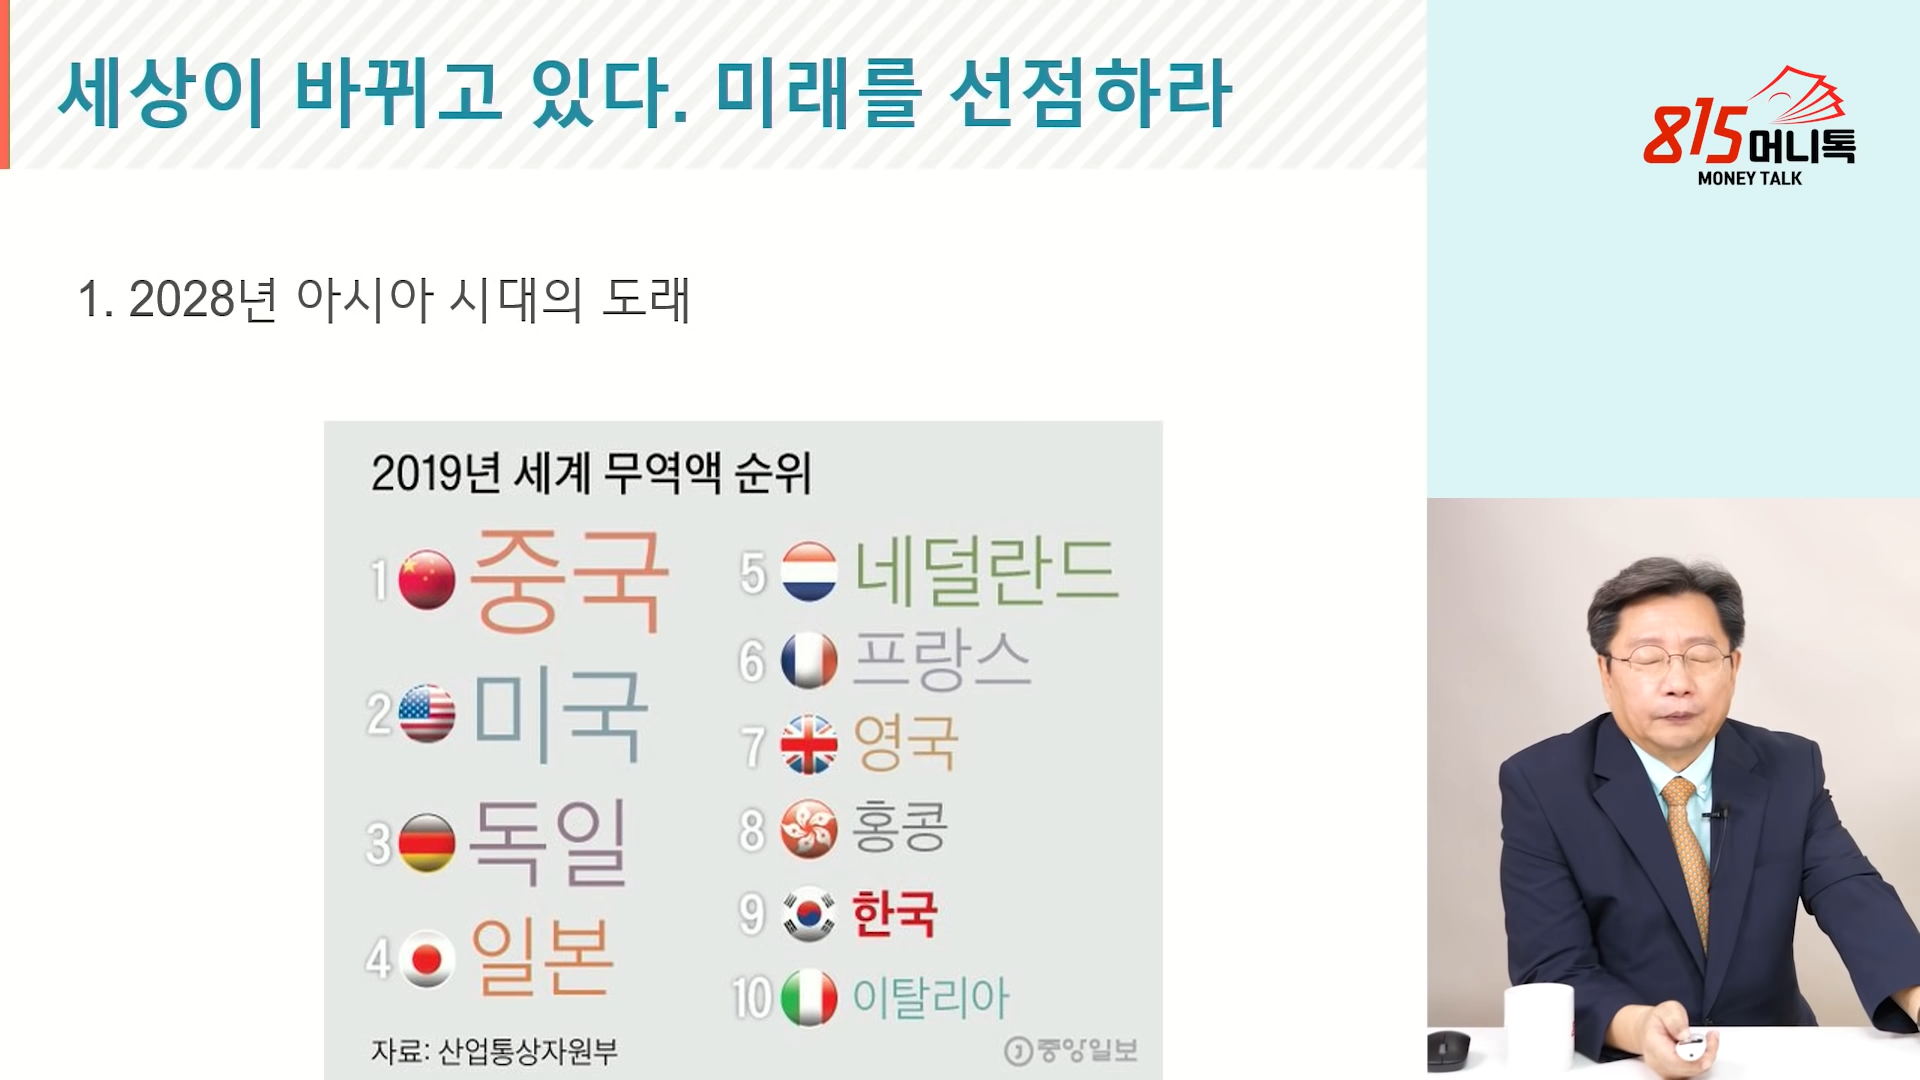 세상이 바뀌고 있다. 미래를 선점하라
815머니톡
MONEY TALK
1. 2028년 아시아 시대의 도래
2019년 세계 무역액 순위
1 중국
2 미국
3 독일
4 일본
5 네덜란드
6 프랑스
7 영국
8 홍콩
9 한국
10 이탈리아
자료: 산업통상자원부
중앙일보